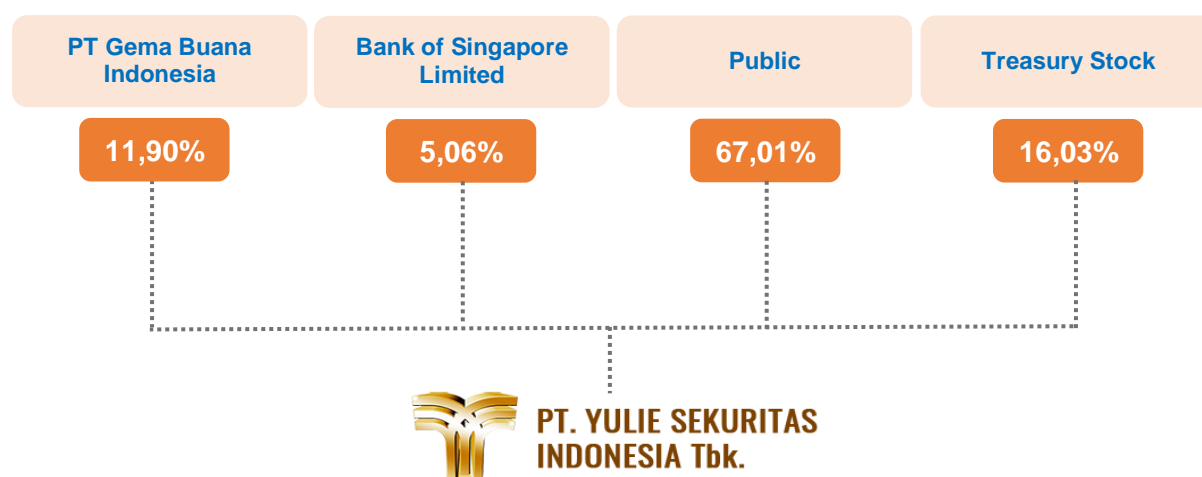 PT Gema Buana
Indonesia
Bank of Singapore
Limited
Public
Treasury Stock
11,90%
5,06%
67,01%
16,03%
PT. YULIE SEKURITAS
INDONESIA Tbk.